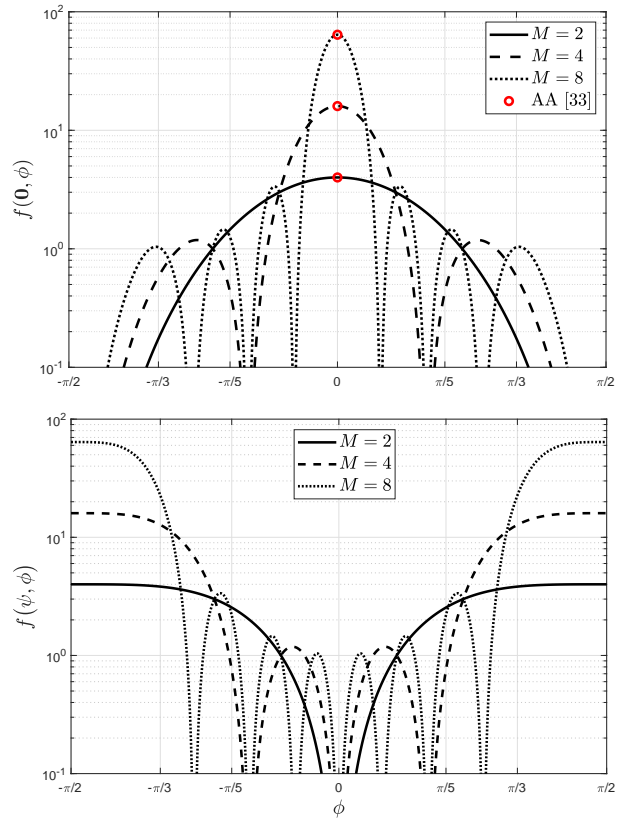 10^2
M = 2
M = 4
M = 8
AA [33]
10^1
f(0, ϕ)
10^0
10^-1
-π/2 -π/3 -π/5 0 π/5 π/3 π/2
10^2
M = 2
M = 4
M = 8
10^1
f(ψ, ϕ)
10^0
10^-1
-π/2 -π/3 -π/5 0 π/5 π/3 π/2
ϕ